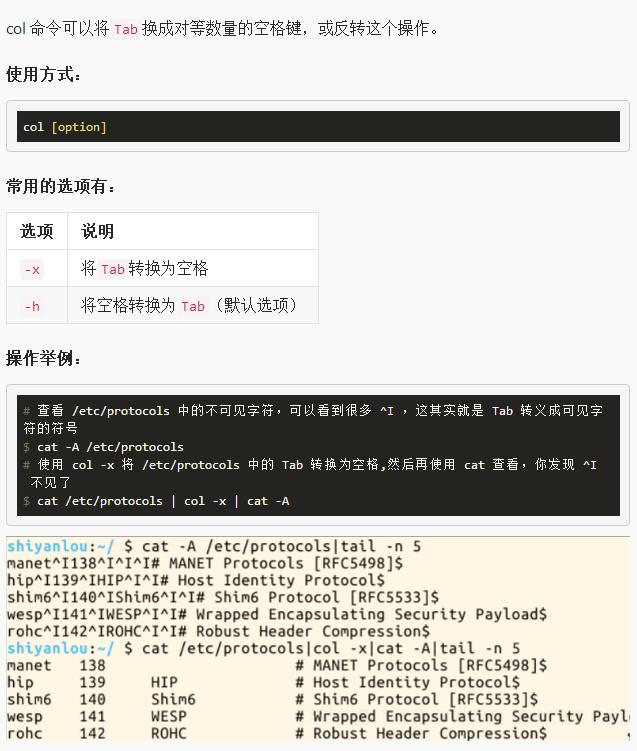 col 命令可以将 Tab 换成对等数量的空格键，或反转这个操作。
使用方式：
col [option]
常用的选项有：
选项 说明
-x 将 Tab 转换为空格
-h 将空格转换为 Tab （默认选项）
操作举例：
# 查看 /etc/protocols 中的不可见字符，可以看到很多 ^I ，这其实就是 Tab 转义成可见字
符的符号
$ cat -A /etc/protocols
# 使用 col -x 将 /etc/protocols 中的 Tab 转换为空格,然后再使用 cat 查看，你发现 ^I
不见了
$ cat /etc/protocols | col -x | cat -A
shiyanlou:~/ $ cat -A /etc/protocols|tail -n 5
manet^I138^I^I^I# MANET Protocols [RFC5498]$
hip^I139^IHIP^I^I# Host Identity Protocol$
shim6^I140^IShim6^I^I# Shim6 Protocol [RFC5533]$
wesp^I141^IWESP^I^I# Wrapped Encapsulating Security Payload$
rohc^I142^IROHC^I^I# Robust Header Compression$
shiyanlou:~/ $ cat /etc/protocols|col -x|cat -A|tail -n 5
manet 138 # MANET Protocols [RFC5498]$
hip 139 HIP # Host Identity Protocol$
shim6 140 Shim6 # Shim6 Protocol [RFC5533]$
wesp 141 WESP # Wrapped Encapsulating Security Payl
rohc 142 ROHC # Robust Header Compression$